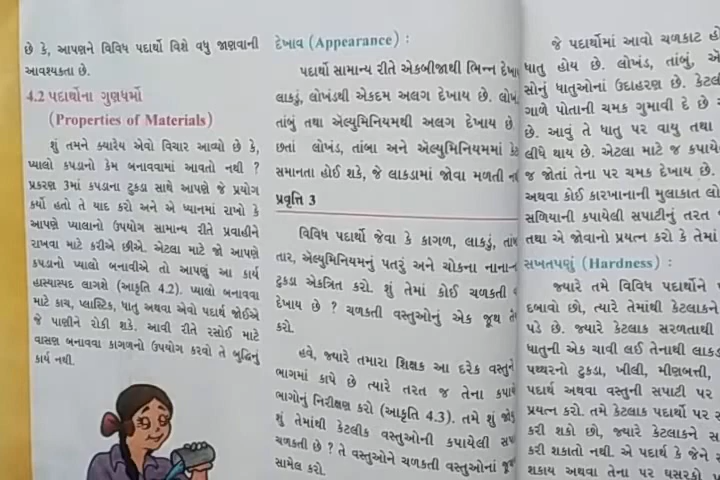 છે કે, આપણને વિવિધ પદાર્થો વિશે વધુ જાણવાની
આવશ્યકતા છે.
4.2 પદાર્થોના ગુણધર્મો
(Properties of Materials)
શું તમને ક્યારેય એવો વિચાર આવ્યો છે કે,
પ્યાલો કપડાનો કેમ બનાવવામાં આવતો નથી ?
પ્રકરણ 3માં કપડાના ટુકડા સાથે આપણે જે પ્રયોગ
કર્યો હતો તે યાદ કરો અને એ ધ્યાનમાં રાખો કે
આપણે પ્યાલાનો ઉપયોગ સામાન્ય રીતે પ્રવાહીને
રાખવા માટે કરીએ છીએ. એટલા માટે જો આપણે
કપડાનો પ્યાલો બનાવીએ તો આપણું આ કાર્ય
હાસ્યાસ્પદ લાગશે (આકૃતિ 4.2). પ્યાલો બનાવવા
માટે કાચ, પ્લાસ્ટિક, ધાતુ અથવા એવો પદાર્થ જોઈએ
જે પાણીને રોકી શકે. આવી રીતે રસોઈ માટે
વાસણ બનાવવા કાગળનો ઉપયોગ કરવો તે બુદ્ધિનું
કાર્ય નથી.
દેખાવ (Appearance) :
પદાર્થો સામાન્ય રીતે એકબીજાથી ભિન્ન
લાકડું, લોખંડથી એકદમ અલગ દેખાય છે.
તાંબું તથા ઍલ્યુમિનિયમથી અલગ દેખાય છે
છતાં લોખંડ, તાંબા અને ઍલ્યુમિનિયમમાં
સમાનતા હોઈ શકે, જે લાકડામાં જોવા મળતી
પ્રવૃત્તિ 3
વિવિધ પદાર્થો જેવા કે કાગળ, લાકડું,
તાર, ઍલ્યુમિનિયમનું પતરું અને ચોકના
ટુકડા એકત્રિત કરો. શું તેમાં કોઈ ચળકતી
દેખાય છે ? ચળકતી વસ્તુઓનું એક જૂથ
કરો.
હવે, જ્યારે તમારા શિક્ષક આ દરેક વસ્તુને
ભાગમાં કાપે છે ત્યારે તરત જ તેના
ભાગોનું નિરીક્ષણ કરો (આકૃતિ 4.3). તમે શું
શું તેમાંથી કેટલીક વસ્તુઓની કપાયેલી
ચળકતી છે ? તે વસ્તુઓને ચળકતી વસ્તુઓનાં
સામેલ કરો.
જે પદાર્થોમાં આવો ચળકાટ
ધાતુ હોય છે. લોખંડ, તાંબું,
સોનું ધાતુઓનાં ઉદાહરણ છે.
ગાળે પોતાની ચમક ગુમાવી દે છે
છે. આવું તે ધાતુ પર વાયુ તથા
લીધે થાય છે. એટલા માટે જ
જ જોતાં તેના પર ચમક દેખાય છે.
અથવા કોઈ કારખાનાની મુલાકાત
સળિયાની કપાયેલી સપાટીનું તરત
તથા એ જોવાનો પ્રયત્ન કરો કે તેમાં
સખતપણું (Hardness) :
જ્યારે તમે વિવિધ પદાર્થોને
દબાવો છો, ત્યારે તેમાંથી કેટલાકને
પડે છે. જ્યારે કેટલાક સરળતાથી
ધાતુની એક ચાવી લઈ તેનાથી
પથ્થરનો ટુકડા, ખીલી, મીણબત્તી,
પદાર્થ અથવા વસ્તુની સપાટી પર
પ્રયત્ન કરો. તમે કેટલાક પદાર્થો પર
કરી શકો છો, જ્યારે કેટલાકને
કરી શકાતો નથી. એ પદાર્થ કે જેને
શકાય અથવા તેના પર ઘસરકો